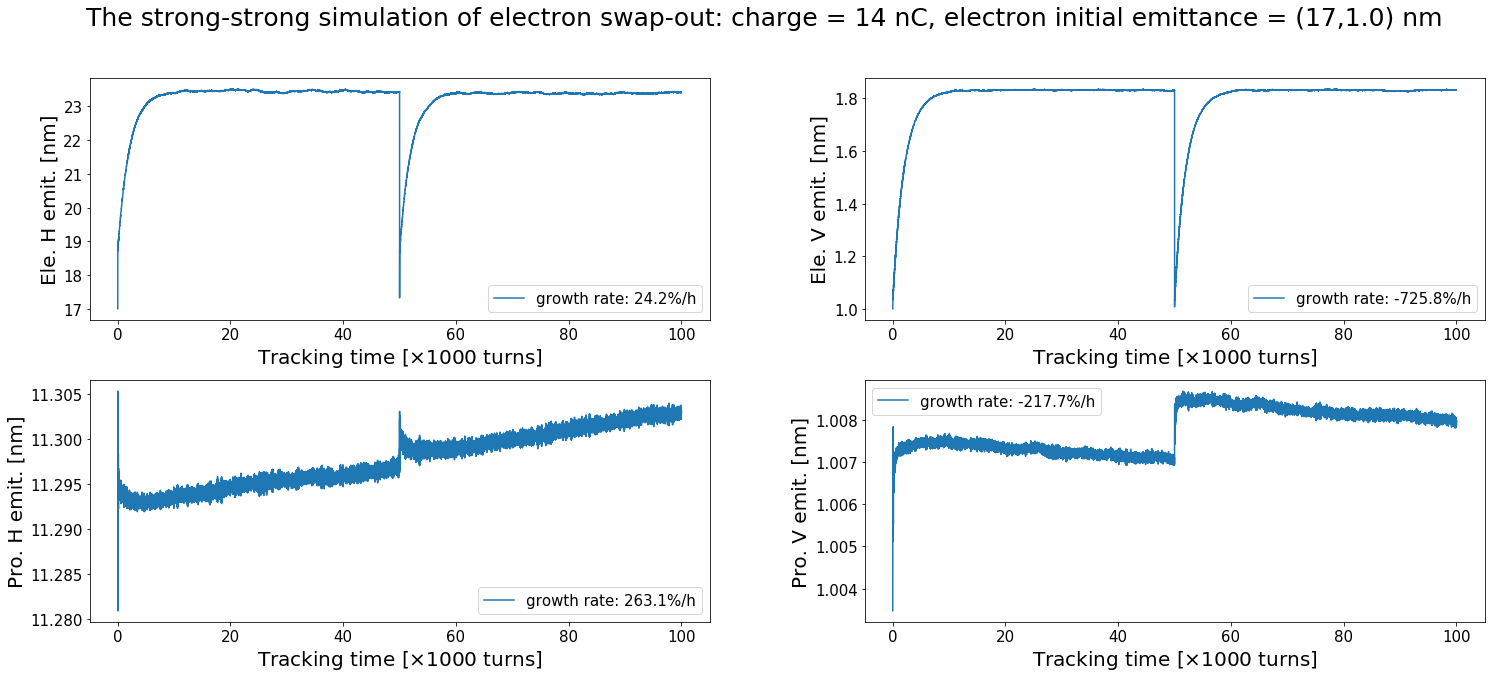 The strong-strong simulation of electron swap-out: charge = 14 nC, electron initial emittance = (17,1.0) nm
Ele. H emit. [nm]
23
22
21
20
19
18
17
growth rate: 24.2%/h
0 20 40 60 80 100
Tracking time [×1000 turns]
Ele. V emit. [nm]
1.8
1.6
1.4
1.2
1.0
growth rate: -725.8%/h
0 20 40 60 80 100
Tracking time [×1000 turns]
Pro. H emit. [nm]
11.305
11.300
11.295
11.290
11.285
11.280
growth rate: 263.1%/h
0 20 40 60 80 100
Tracking time [×1000 turns]
Pro. V emit. [nm]
growth rate: -217.7%/h
1.008
1.007
1.006
1.005
1.004
0 20 40 60 80 100
Tracking time [×1000 turns]